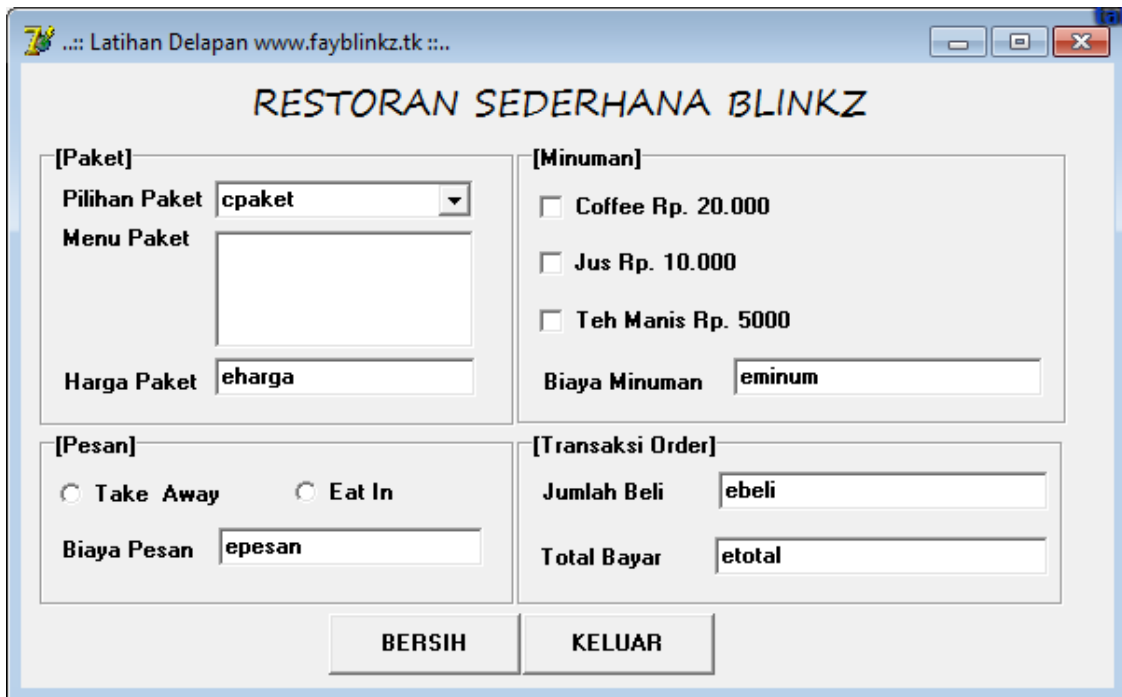 ..:: Latihan Delapan www.fayblinkz.tk ::..
ta
RESTORAN SEDERHANA BLINKZ
[Paket]
Pilihan Paket cpaket
Menu Paket
Harga Paket eharga
[Minuman]
Coffee Rp. 20.000
Jus Rp. 10.000
Teh Manis Rp. 5000
Biaya Minuman eminum
[Pesan]
Take Away Eat In
Biaya Pesan epesan
[Transaksi Order]
Jumlah Beli ebeli
Total Bayar etotal
BERSIH KELUAR